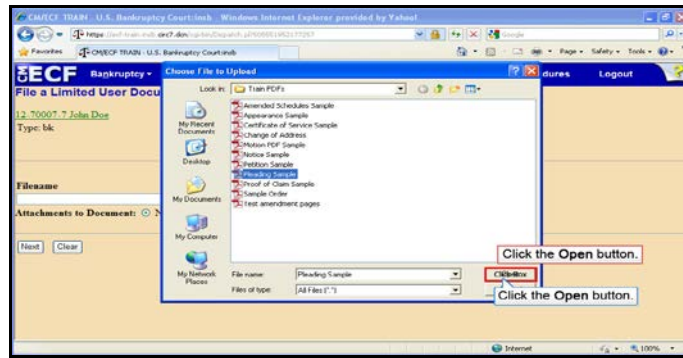 CM/ECF TRAIN - U.S. Bankruptcy Court:insb - Windows Internet Explorer provided by Yahoo!
Google
Favorites CM/ECF TRAIN - U.S. Bankruptcy Court:insb
Page Safety Tools
ECF Bankruptcy Logout
File a Limited User Docu
12-70007-7 John Doe
Type: bk
Filename
Attachments to Document: N
Next Clear
Choose File to Upload
Look in: Train PDFs
My Recent Documents
Desktop
My Documents
My Computer
My Network Places
Amended Schedules Sample
Appearance Sample
Certificate of Service Sample
Change of Address
Motion PDF Sample
Notice Sample
Petition Sample
Pleading Sample
Proof of Claim Sample
Sample Order
Test amendment pages
File name: Pleading Sample
Files of type: All Files (*.*)
Click the Open button.
Click Box
Click the Open button.
Internet
100%